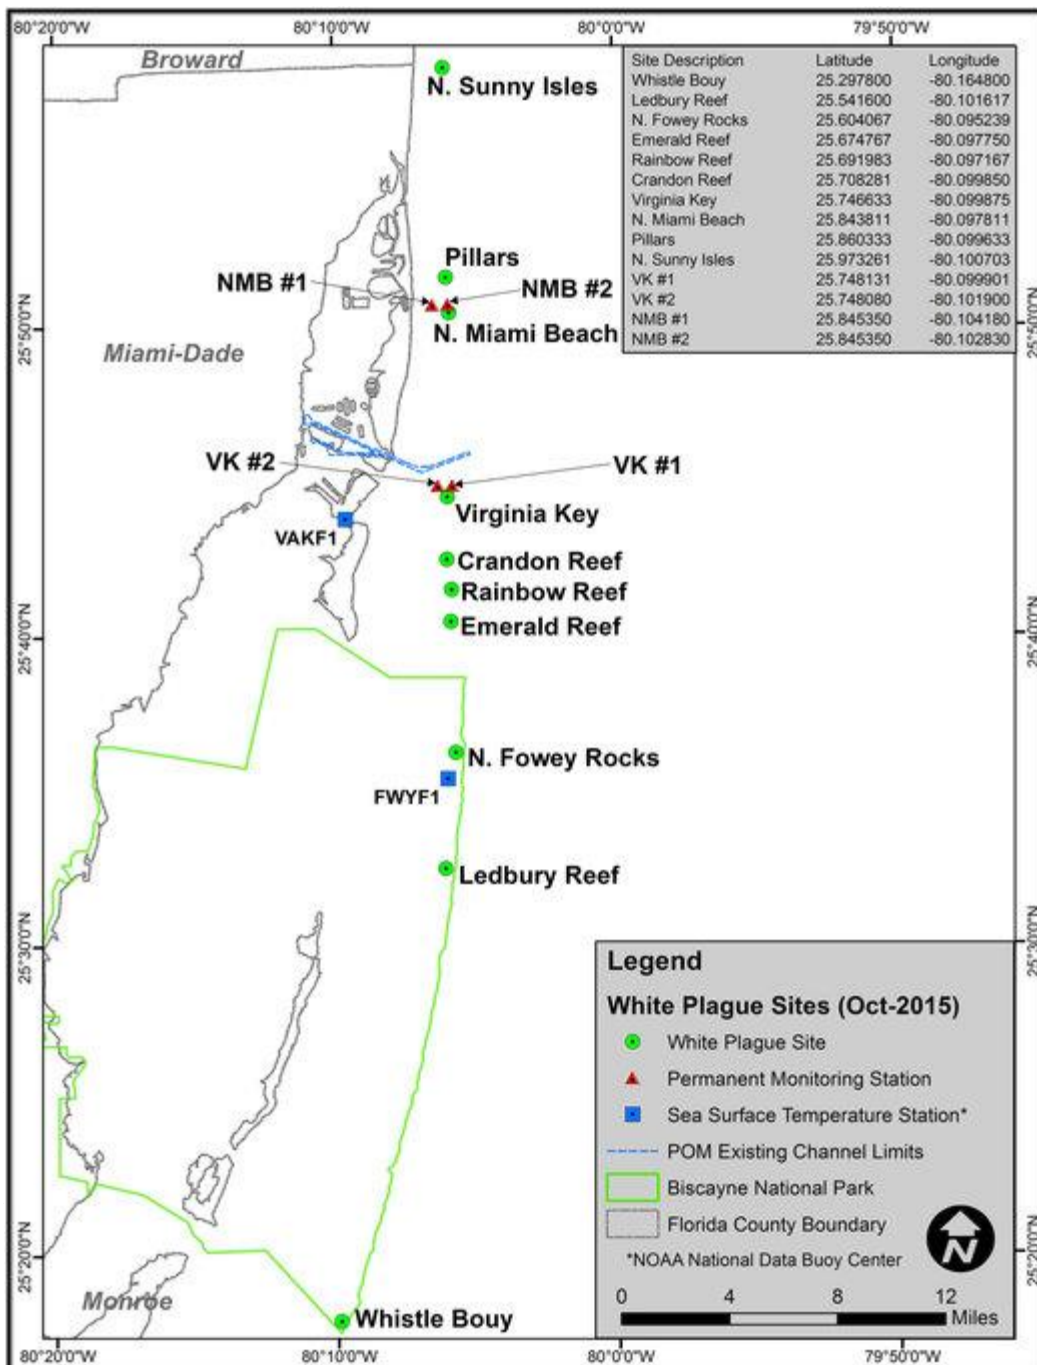 80°20'0"W 80°10'0"W 80°0'0"W 79°50'0"W
Broward
N. Sunny Isles
Site Description Latitude Longitude
Whistle Bouy 25.297800 -80.164800
Ledbury Reef 25.541600 -80.101617
N. Fowey Rocks 25.604067 -80.095239
Emerald Reef 25.674767 -80.097750
Rainbow Reef 25.691983 -80.097167
Crandon Reef 25.708281 -80.099850
Virginia Key 25.746633 -80.099875
N. Miami Beach 25.843811 -80.097811
Pillars 25.860333 -80.099633
N. Sunny Isles 25.973261 -80.100703
VK #1 25.748131 -80.099901
VK #2 25.748080 -80.101900
NMB #1 25.845350 -80.104180
NMB #2 25.845350 -80.102830
Pillars
NMB #1
NMB #2
N. Miami Beach
25°50'0"N
25°50'0"N
Miami-Dade
VK #2
VK #1
Virginia Key
VAKF1
Crandon Reef
Rainbow Reef
Emerald Reef
25°40'0"N
25°40'0"N
N. Fowey Rocks
FWYF1
Ledbury Reef
25°30'0"N
25°30'0"N
Legend
White Plague Sites (Oct-2015)
White Plague Site
Permanent Monitoring Station
Sea Surface Temperature Station*
POM Existing Channel Limits
Biscayne National Park
Florida County Boundary
*NOAA National Data Buoy Center
N
0 4 8 12
Miles
25°20'0"N
25°20'0"N
Monroe
Whistle Bouy
80°20'0"W 80°10'0"W 80°0'0"W 79°50'0"W